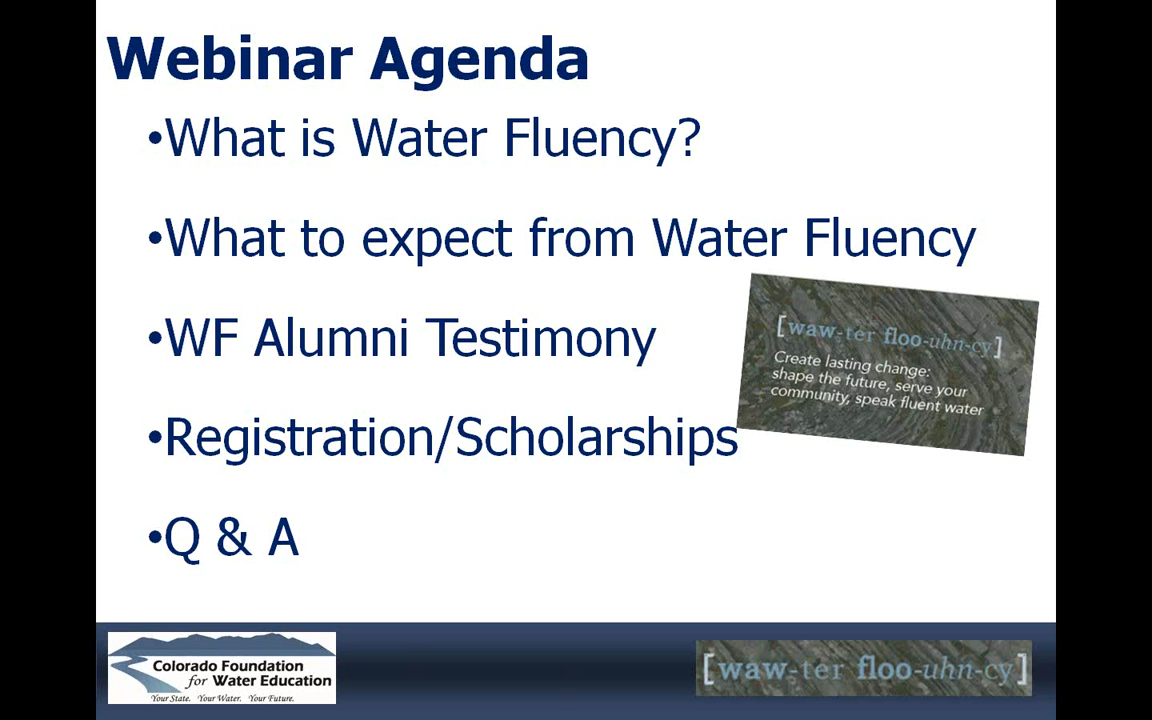 Webinar Agenda
•What is Water Fluency?
•What to expect from Water Fluency
•WF Alumni Testimony
[waw-ter floo-uhn-cy]
Create lasting change:
shape the future, serve your
community, speak fluent water
•Registration/Scholarships
•Q & A
Colorado Foundation
for Water Education
Your State. Your Water. Your Future.
[waw-ter floo-uhn-cy]